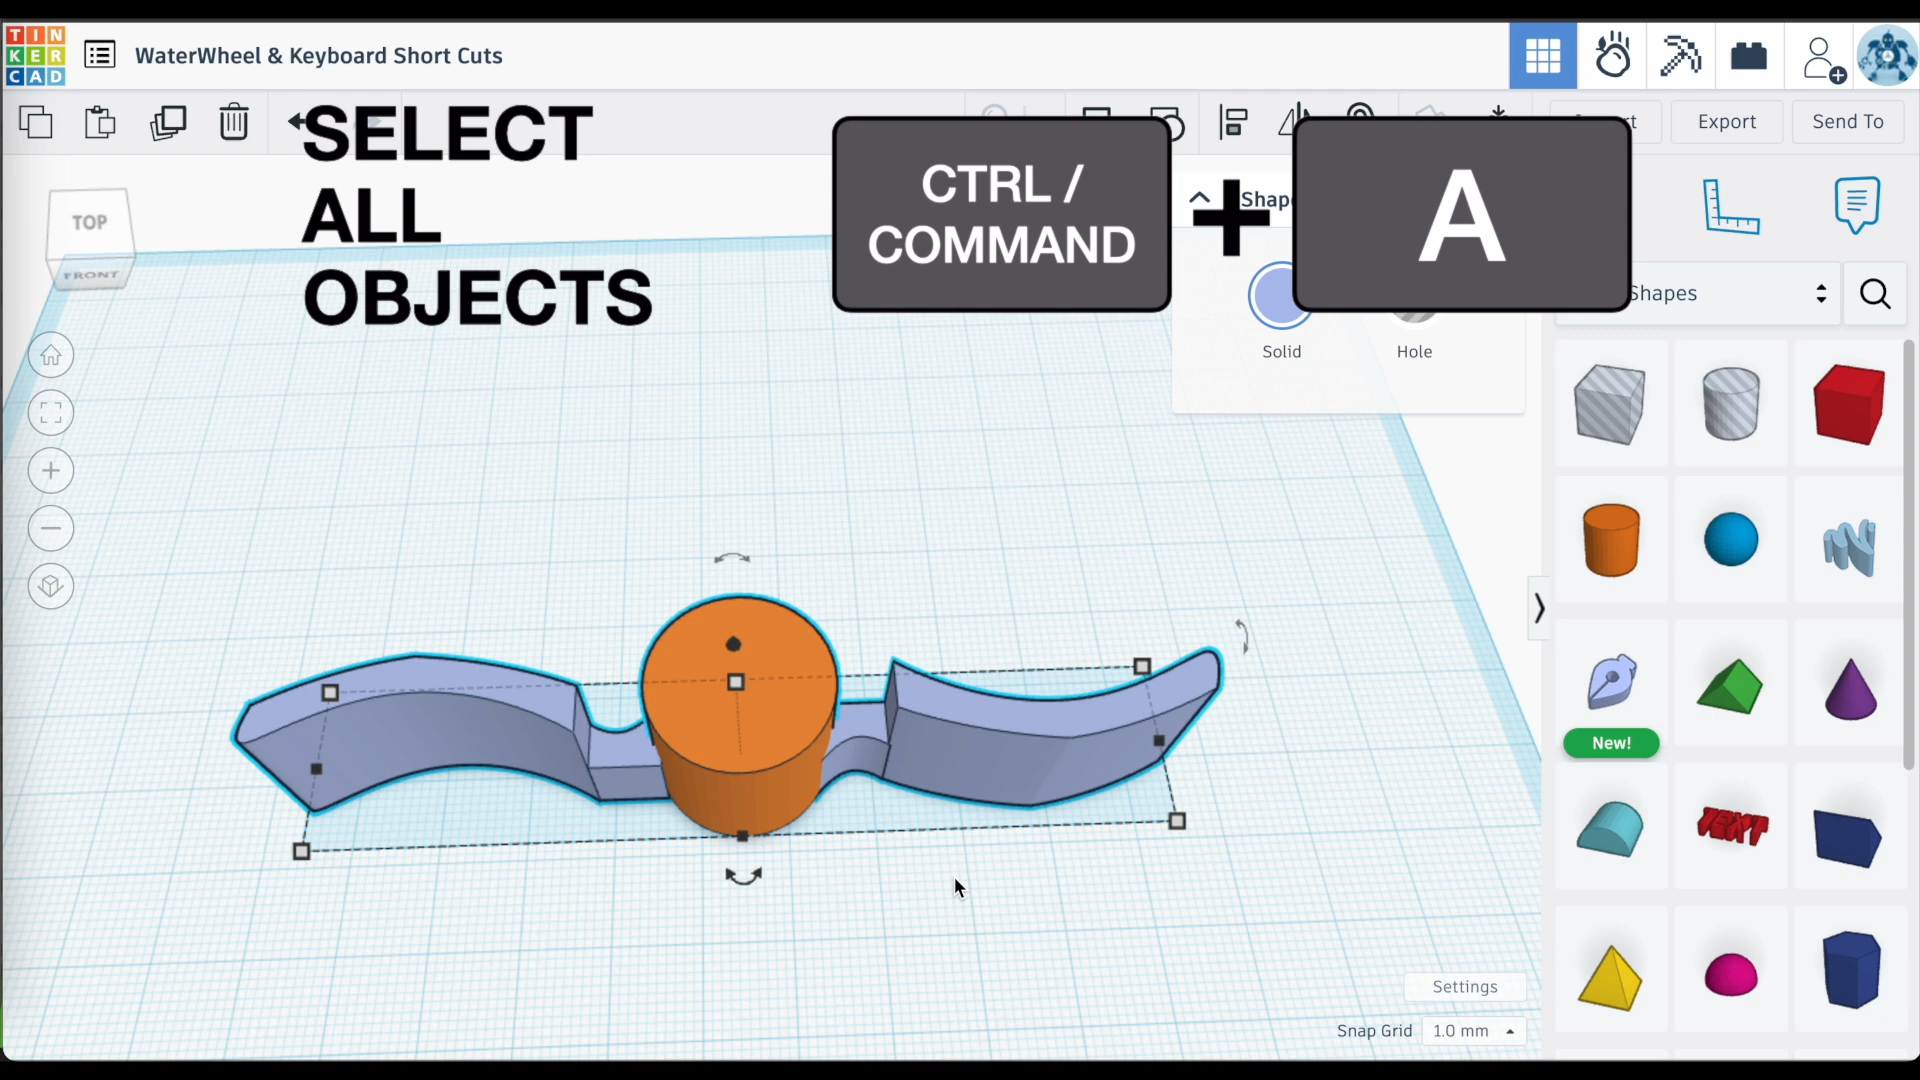 TIN
KER
CAD
WaterWheel & Keyboard Short Cuts
SELECT
ALL
OBJECTS
CTRL /
COMMAND
+
A
Export
Send To
TOP
FRONT
Solid
Hole
Shapes
New!
TEXT
Settings
Snap Grid
1.0 mm